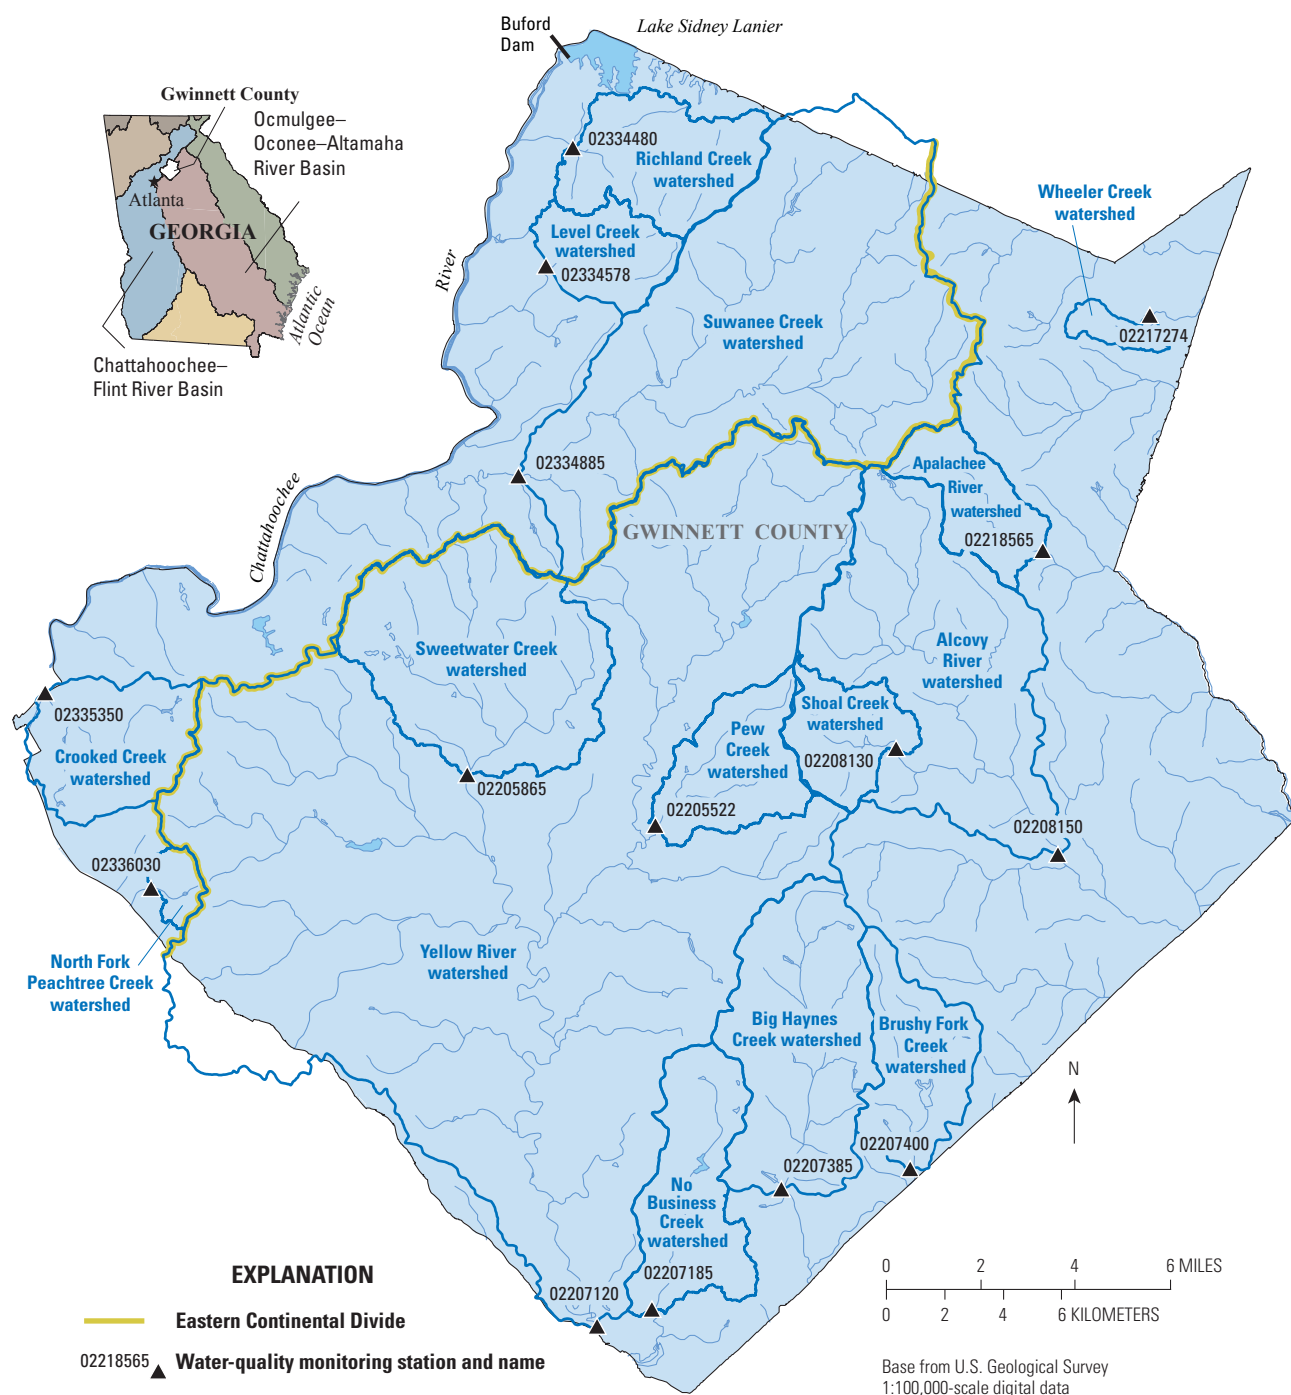 Buford
Dam
Lake Sidney Lanier
Gwinnett County
Ocmulgee–
Oconee–Altamaha
River Basin
Atlanta
GEORGIA
Atlantic
Ocean
Chattahoochee–
Flint River Basin
02334480
Richland Creek
watershed
Wheeler Creek
watershed
Level Creek
watershed
02334578
River
02217274
Suwanee Creek
watershed
02334885
Apalachee
River
watershed
Chattahoochee
GWINNETT COUNTY
02218565
Sweetwater Creek
watershed
Alcovy
River
watershed
02335350
Shoal Creek
watershed
02208130
Pew
Creek
watershed
Crooked Creek
watershed
02205865
02205522
02208150
02336030
North Fork
Peachtree Creek
watershed
Yellow River
watershed
Big Haynes
Creek watershed
Brushy Fork
Creek
watershed
N
02207400
02207385
No
Business
Creek
watershed
02207185
02207120
EXPLANATION
Eastern Continental Divide
02218565 Water-quality monitoring station and name
0 2 4 6 MILES
0 2 4 6 KILOMETERS
Base from U.S. Geological Survey
1:100,000-scale digital data